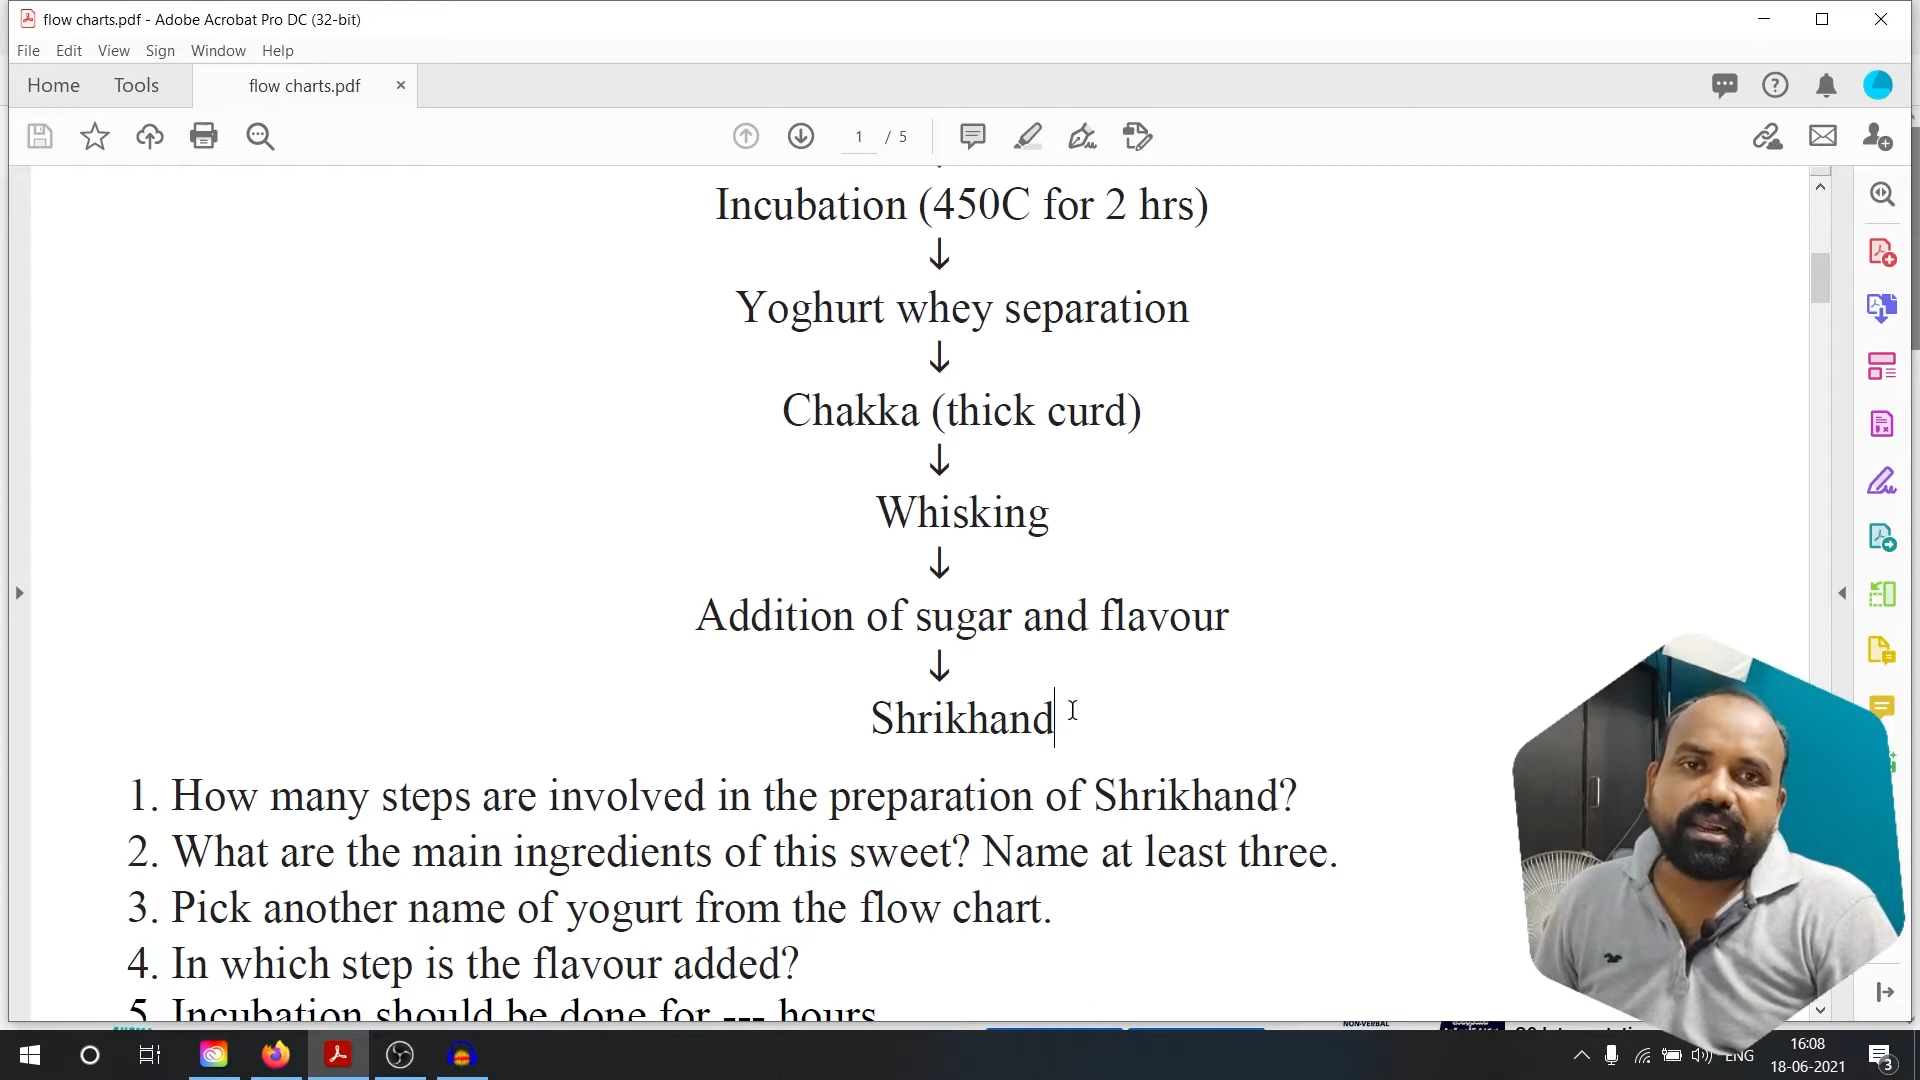 flow charts.pdf - Adobe Acrobat Pro DC (32-bit)
File Edit View Sign Window Help
Home Tools flow charts.pdf
1 / 5
Incubation (450C for 2 hrs)
↓
Yoghurt whey separation
↓
Chakka (thick curd)
↓
Whisking
↓
Addition of sugar and flavour
↓
Shrikhand
1. How many steps are involved in the preparation of Shrikhand?
2. What are the main ingredients of this sweet? Name at least three.
3. Pick another name of yogurt from the flow chart.
4. In which step is the flavour added?
5. Incubation should be done for --- hours
NON-VERBAL
ENG
16:08
18-06-2021
3